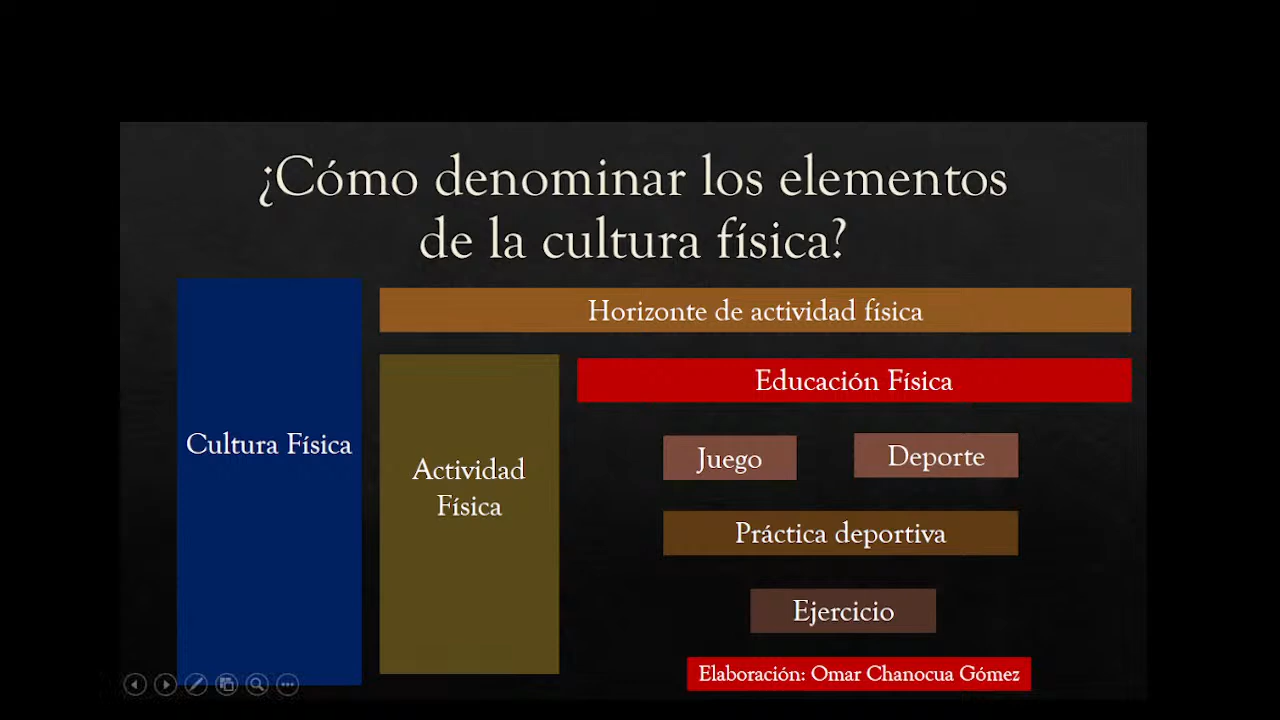 ¿Cómo denominar los elementos
de la cultura física?
Horizonte de actividad física
Educación Física
Cultura Física
Juego
Deporte
Actividad
Física
Práctica deportiva
Ejercicio
Elaboración: Omar Chanocua Gómez